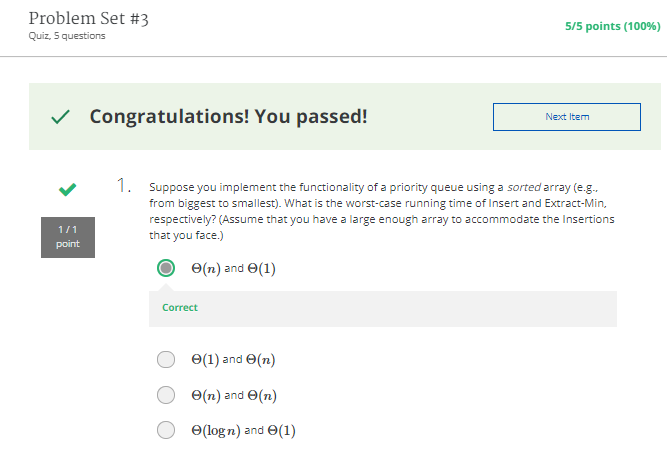 Problem Set #3
Quiz, 5 questions
5/5 points (100%)
Congratulations! You passed!
Next Item
1.
Suppose you implement the functionality of a priority queue using a sorted array (e.g.,
from biggest to smallest). What is the worst-case running time of Insert and Extract-Min,
respectively? (Assume that you have a large enough array to accommodate the Insertions
that you face.)
1 / 1
point
Θ(n) and Θ(1)
Correct
Θ(1) and Θ(n)
Θ(n) and Θ(n)
Θ(log n) and Θ(1)